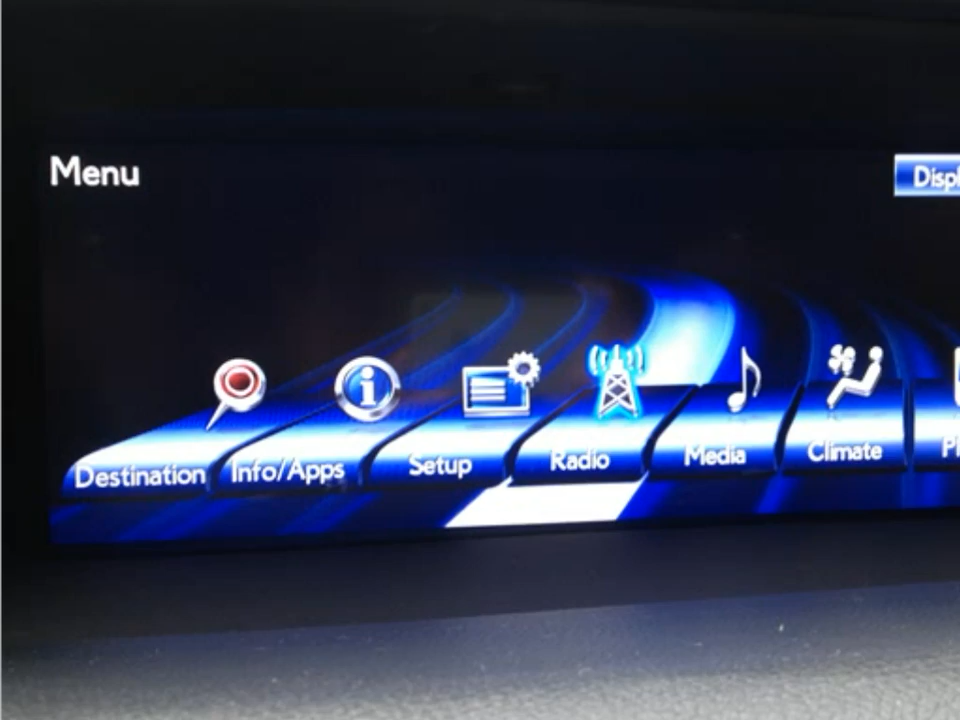 Menu
Destination
Info/Apps
Setup
Radio
Media
Climate